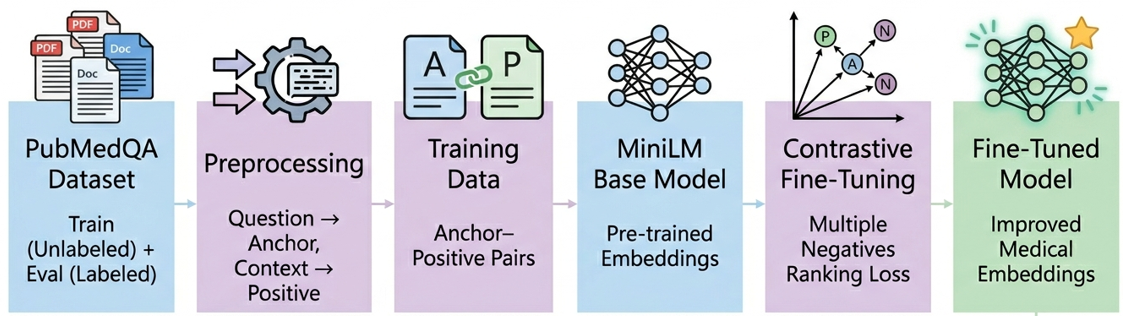 PDF
PDF
Doc
Doc
PubMedQA
Dataset
Train
(Unlabeled) +
Eval (Labeled)
Preprocessing
Question →
Anchor,
Context →
Positive
A
P
Training
Data
Anchor–
Positive Pairs
MiniLM
Base Model
Pre-trained
Embeddings
P
N
A
N
Contrastive
Fine-Tuning
Multiple
Negatives
Ranking Loss
Fine-Tuned
Model
Improved
Medical
Embeddings